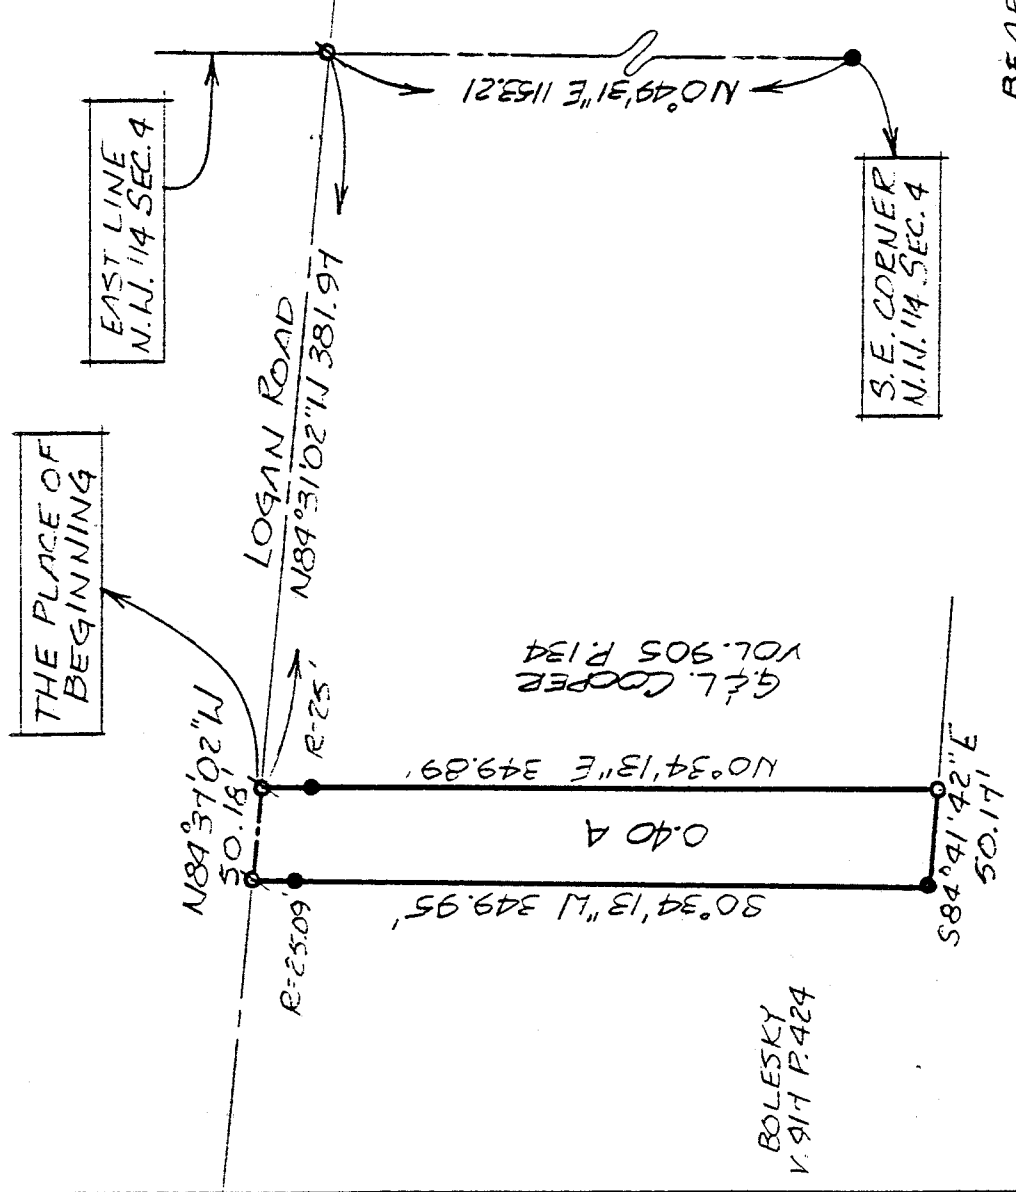 EAST LINE
N.W. 1/4 SEC. 4
N0°49'31"E 1153.21
S.E. CORNER
N.W. 1/4 SEC. 4
THE PLACE OF
BEGINNING
LOGAN ROAD
N84°37'02"W 381.97
N84°37'02"W
50.18'
R-25'
R=25.09'
G.&L. COOPER
VOL. 905 P. 134
N0°34'13"E 349.89'
0.40 A
S0°34'13"W 349.95'
S84°41'42"E
50.17'
BOLESKY
V. 917 P. 424